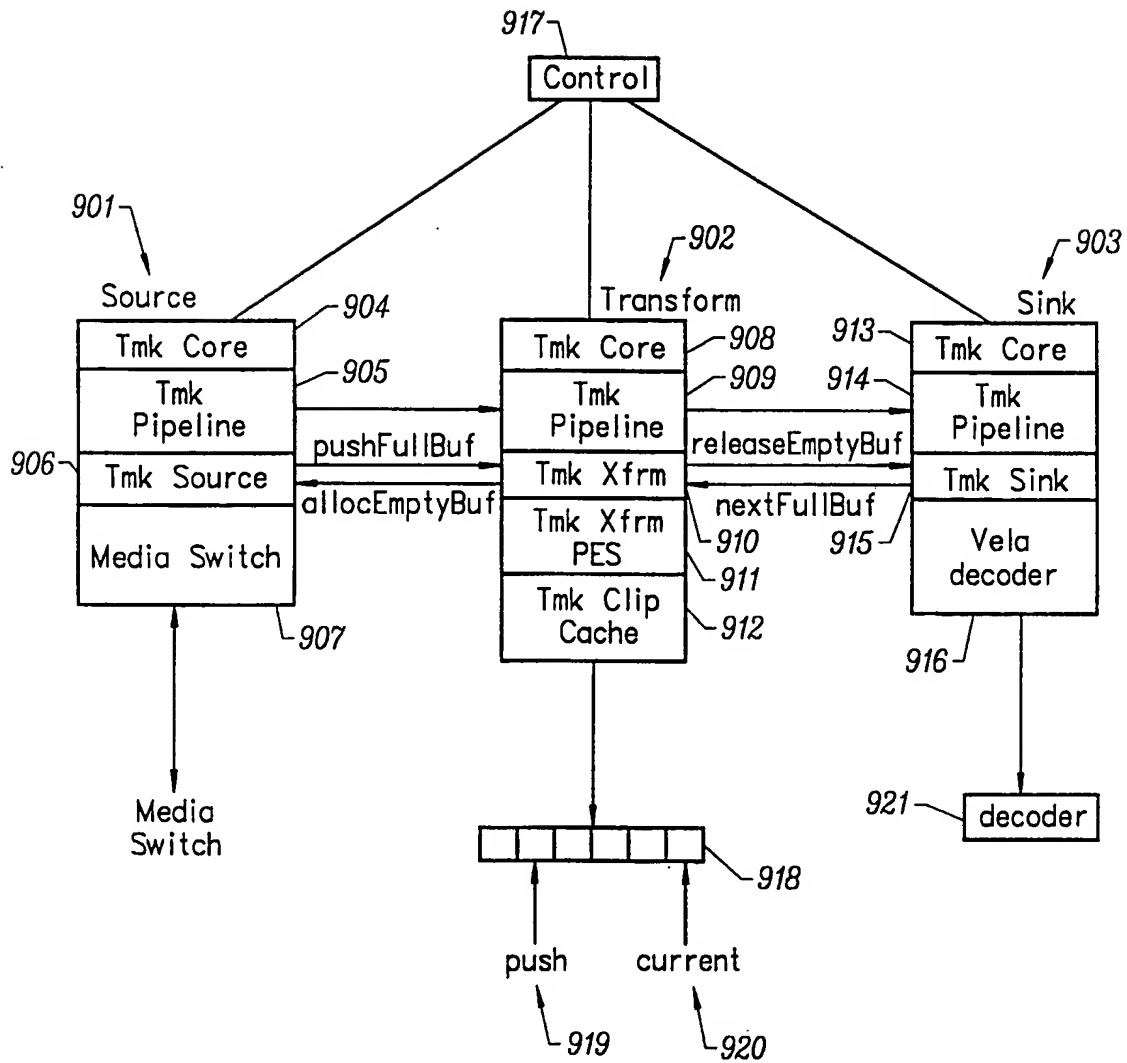 917
Control
901
902
903
Source
Transform
Sink
904
Tmk Core
Tmk Core
908
913
Tmk Core
905
909
914
Tmk
Pipeline
Tmk
Pipeline
Tmk
Pipeline
pushFullBuf
releaseEmptyBuf
906
Tmk Source
Tmk Xfrm
Tmk Sink
allocEmptyBuf
nextFullBuf
910
915
Media Switch
Tmk Xfrm
PES
911
Vela
decoder
Tmk Clip
Cache
912
907
916
Media
Switch
921
decoder
918
push
current
919
920